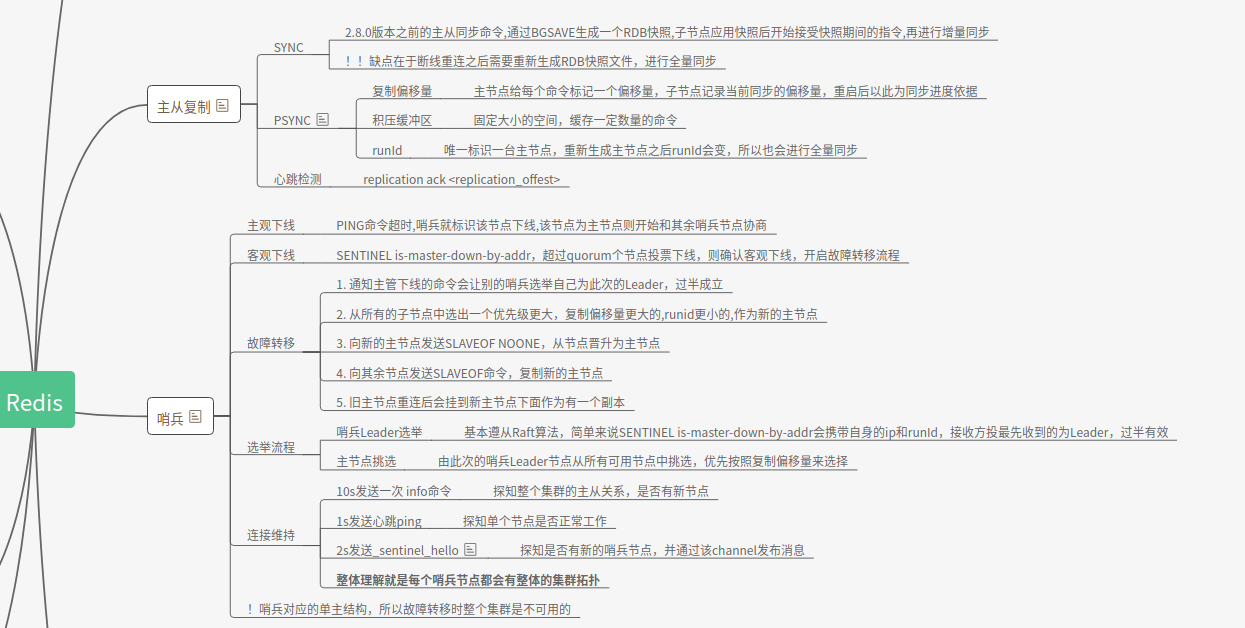 SYNC
2.8.0版本之前的主从同步命令,通过BGSAVE生成一个RDB快照,子节点应用快照后开始接受快照期间的指令,再进行增量同步
！！缺点在于断线重连之后需要重新生成RDB快照文件，进行全量同步
主从复制
PSYNC
复制偏移量 主节点给每个命令标记一个偏移量，子节点记录当前同步的偏移量，重启后以此为同步进度依据
积压缓冲区 固定大小的空间，缓存一定数量的命令
runId 唯一标识一台主节点，重新生成主节点之后runId会变，所以也会进行全量同步
心跳检测 replication ack <replication_offest>
主观下线 PING命令超时,哨兵就标识该节点下线,该节点为主节点则开始和其余哨兵节点协商
客观下线 SENTINEL is-master-down-by-addr，超过quorum个节点投票下线，则确认客观下线，开启故障转移流程
故障转移
1. 通知主管下线的命令会让别的哨兵选举自己为此次的Leader，过半成立
2. 从所有的子节点中选出一个优先级更大，复制偏移量更大的,runid更小的,作为新的主节点
3. 向新的主节点发送SLAVEOF NOONE，从节点晋升为主节点
4. 向其余节点发送SLAVEOF命令，复制新的主节点
5. 旧主节点重连后会挂到新主节点下面作为有一个副本
Redis
哨兵
选举流程
哨兵Leader选举 基本遵从Raft算法，简单来说SENTINEL is-master-down-by-addr会携带自身的ip和runId，接收方投最先收到的为Leader，过半有效
主节点挑选 由此次的哨兵Leader节点从所有可用节点中挑选，优先按照复制偏移量来选择
连接维持
10s发送一次 info命令 探知整个集群的主从关系，是否有新节点
1s发送心跳ping 探知单个节点是否正常工作
2s发送_sentinel_hello 探知是否有新的哨兵节点，并通过该channel发布消息
整体理解就是每个哨兵节点都会有整体的集群拓扑
！哨兵对应的单主结构，所以故障转移时整个集群是不可用的